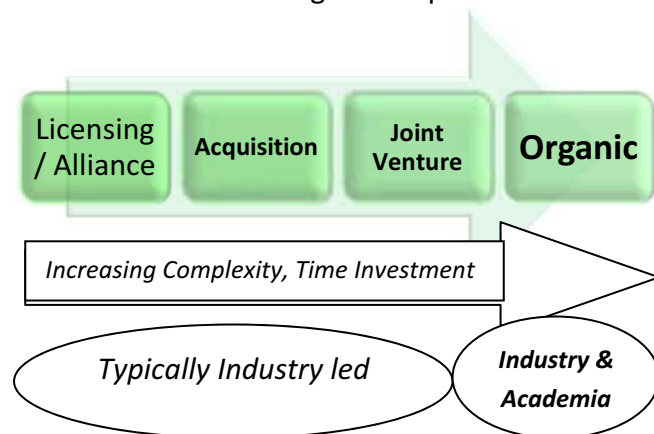 Licensing
/ Alliance
Acquisition
Joint
Venture
Organic
Increasing Complexity, Time Investment
Typically Industry led
Industry &
Academia